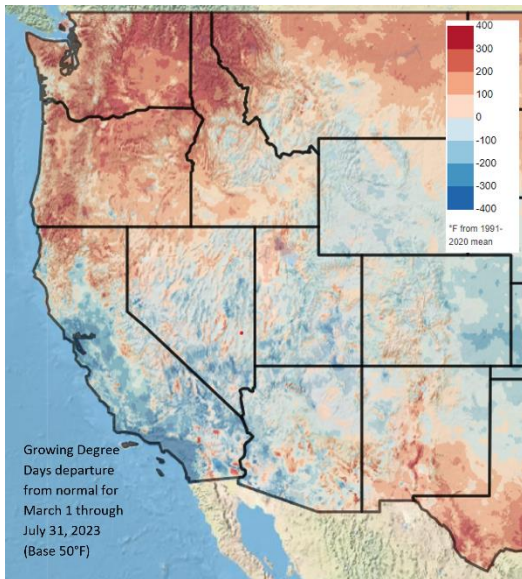 400
300
200
100
0
-100
-200
-300
-400
°F from 1991-
2020 mean
Growing Degree
Days departure
from normal for
March 1 through
July 31, 2023
(Base 50°F)